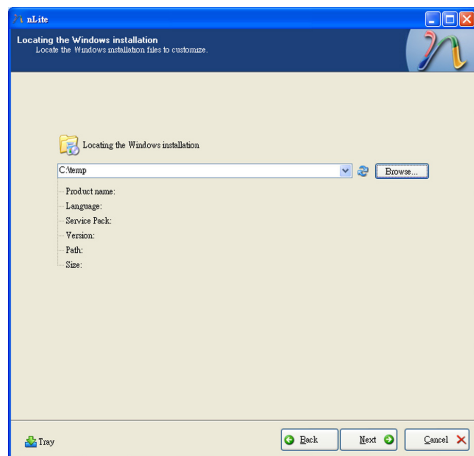 nLite
Locating the Windows installation
Locate the Windows installation files to customize.
Locating the Windows installation
C:\temp
Browse...
Product name:
Language:
Service Pack:
Version:
Path:
Size:
Tray
Back
Next
Cancel